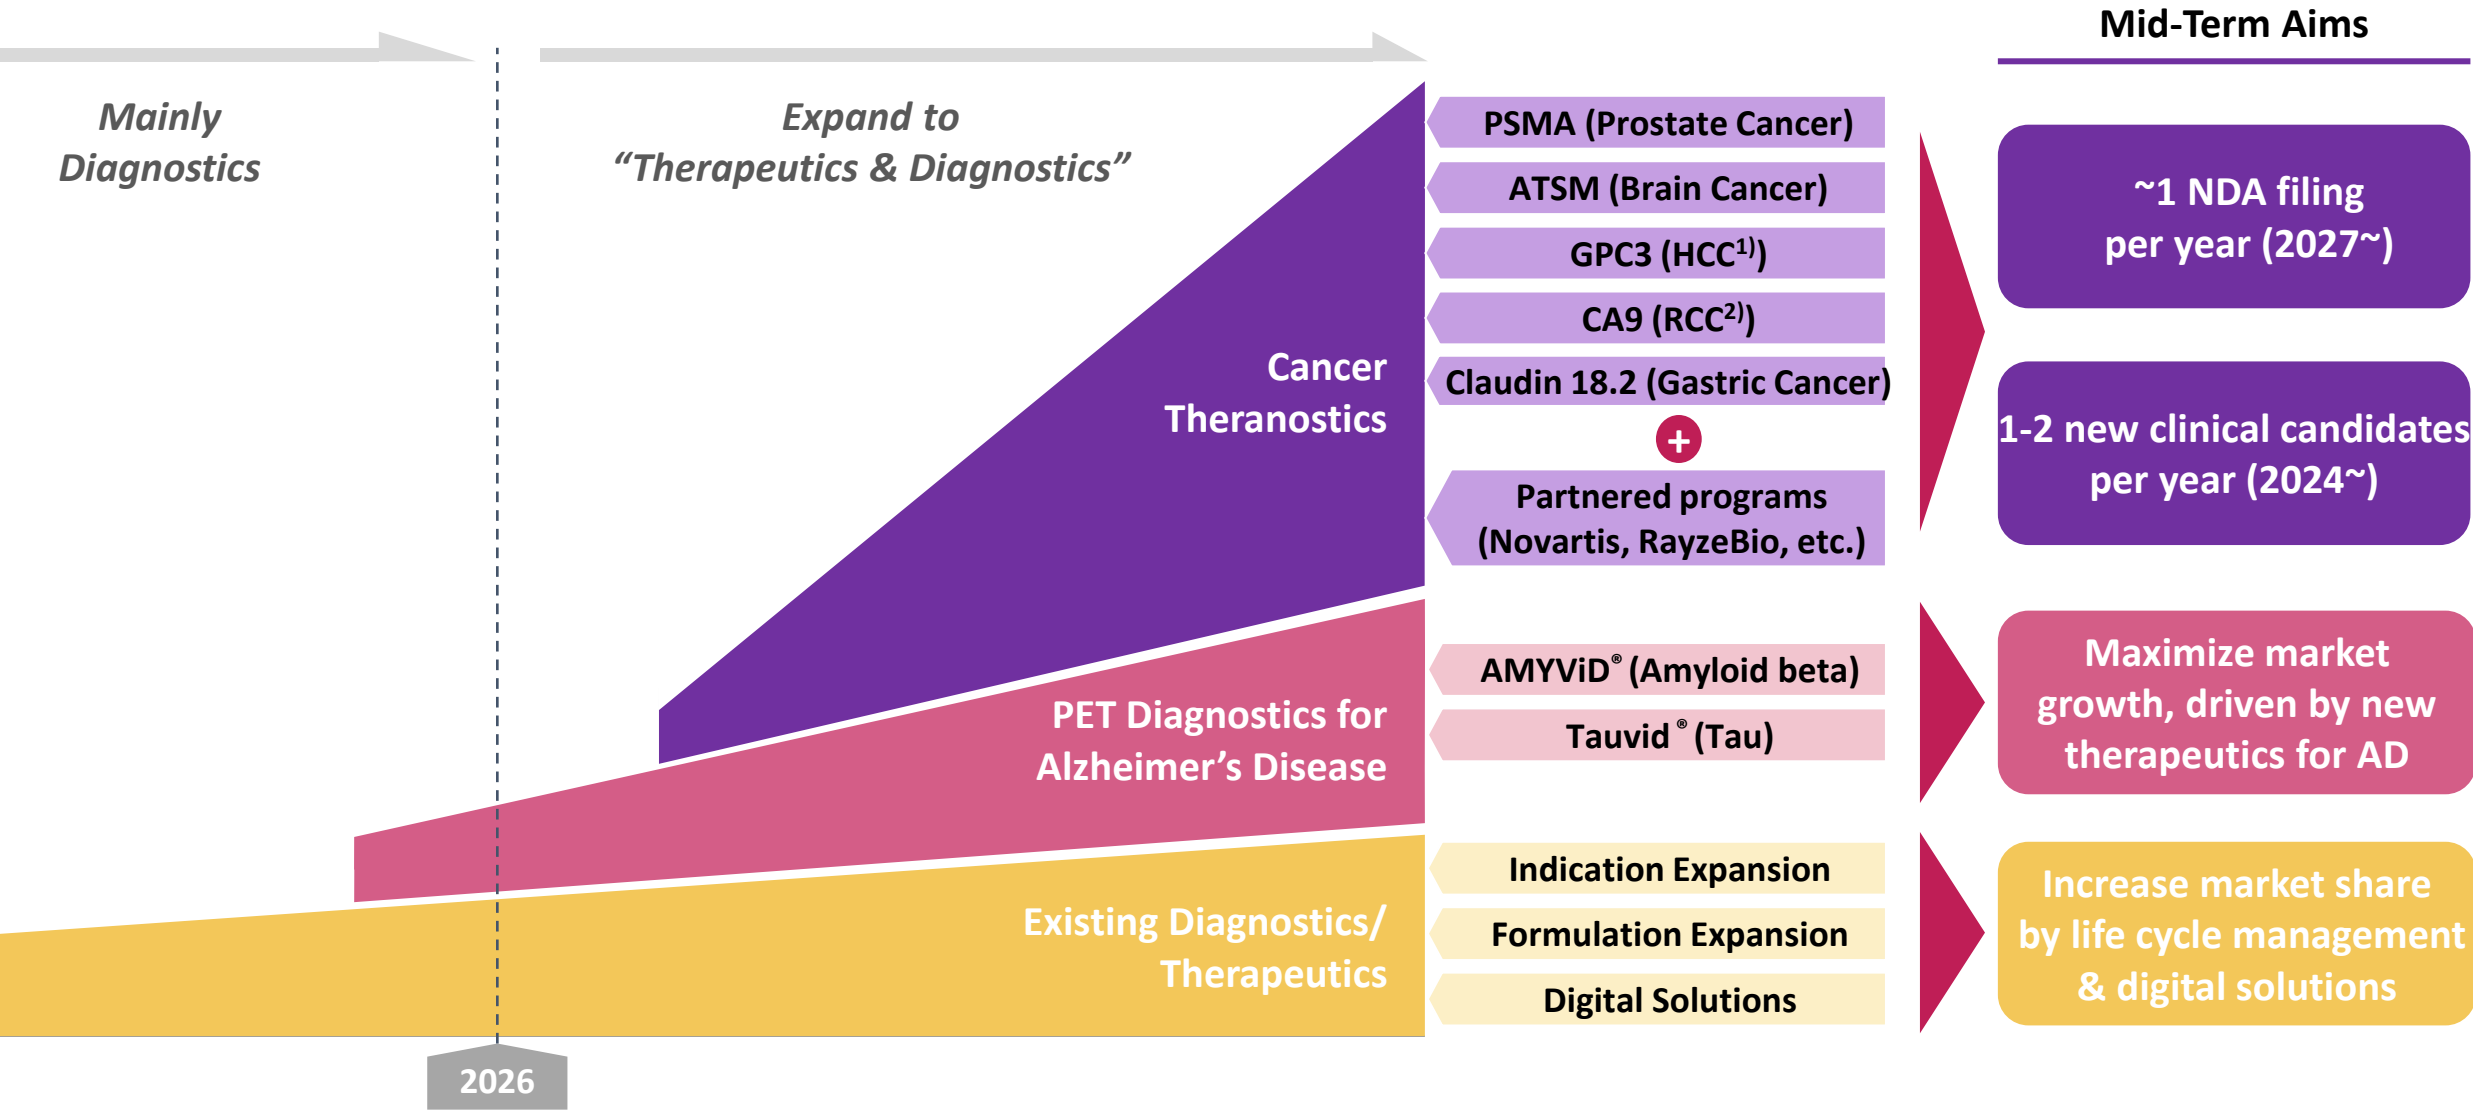 Mid-Term Aims
Mainly
Diagnostics
Expand to
“Therapeutics & Diagnostics”
PSMA (Prostate Cancer)
ATSM (Brain Cancer)
GPC3 (HCC1))
CA9 (RCC2))
Claudin 18.2 (Gastric Cancer)
+
Partnered programs
(Novartis, RayzeBio, etc.)
Cancer
Theranostics
~1 NDA filing
per year (2027~)
1-2 new clinical candidates
per year (2024~)
PET Diagnostics for
Alzheimer’s Disease
AMYViD® (Amyloid beta)
Tauvid® (Tau)
Maximize market
growth, driven by new
therapeutics for AD
Existing Diagnostics/
Therapeutics
Indication Expansion
Formulation Expansion
Digital Solutions
Increase market share
by life cycle management
& digital solutions
2026